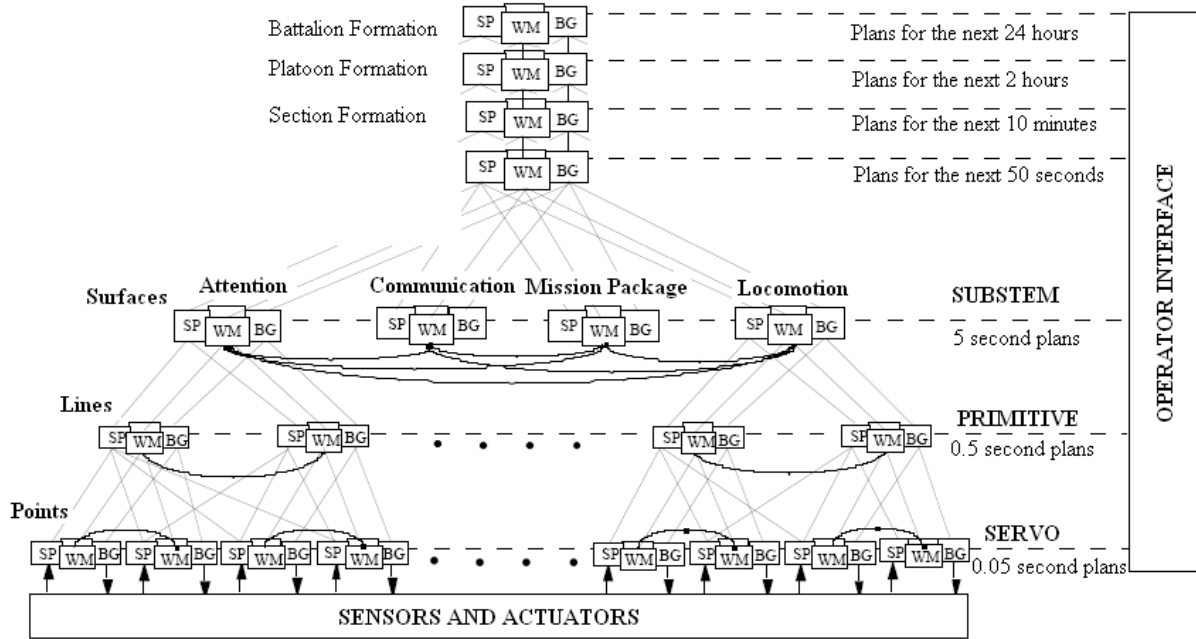 SP WM BG
Battalion Formation
Plans for the next 24 hours
SP WM BG
Platoon Formation
Plans for the next 2 hours
SP WM BG
Section Formation
Plans for the next 10 minutes
SP WM BG
Plans for the next 50 seconds
OPERATOR INTERFACE
Surfaces
Attention
Communication
Mission Package
Locomotion
SUBSTEM
SP WM BG SP WM BG SP WM BG SP WM BG
5 second plans
Lines
PRIMITIVE
SP WM BG SP WM BG SP WM BG SP WM BG
0.5 second plans
Points
SERVO
SP WM BG SP WM BG SP WM BG SP WM BG SP WM BG SP WM BG SP WM BG SP WM BG
0.05 second plans
SENSORS AND ACTUATORS